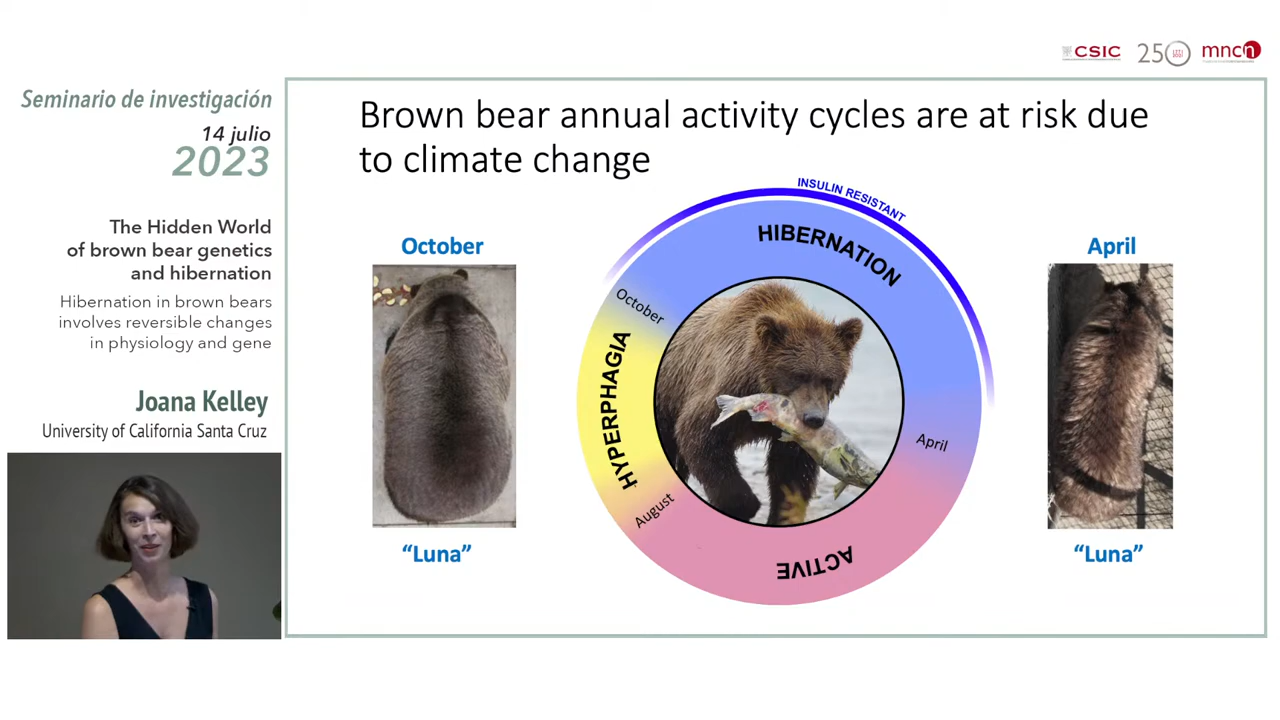 CSIC
250
mncn
Seminario de investigación
14 julio
2023
The Hidden World
of brown bear genetics
and hibernation
Hibernation in brown bears
involves reversible changes
in physiology and gene
Joana Kelley
University of California Santa Cruz
Brown bear annual activity cycles are at risk due
to climate change
October
“Luna”
INSULIN RESISTANT
HIBERNATION
October
HYPERPHAGIA
August
April
ACTIVE
April
“Luna”